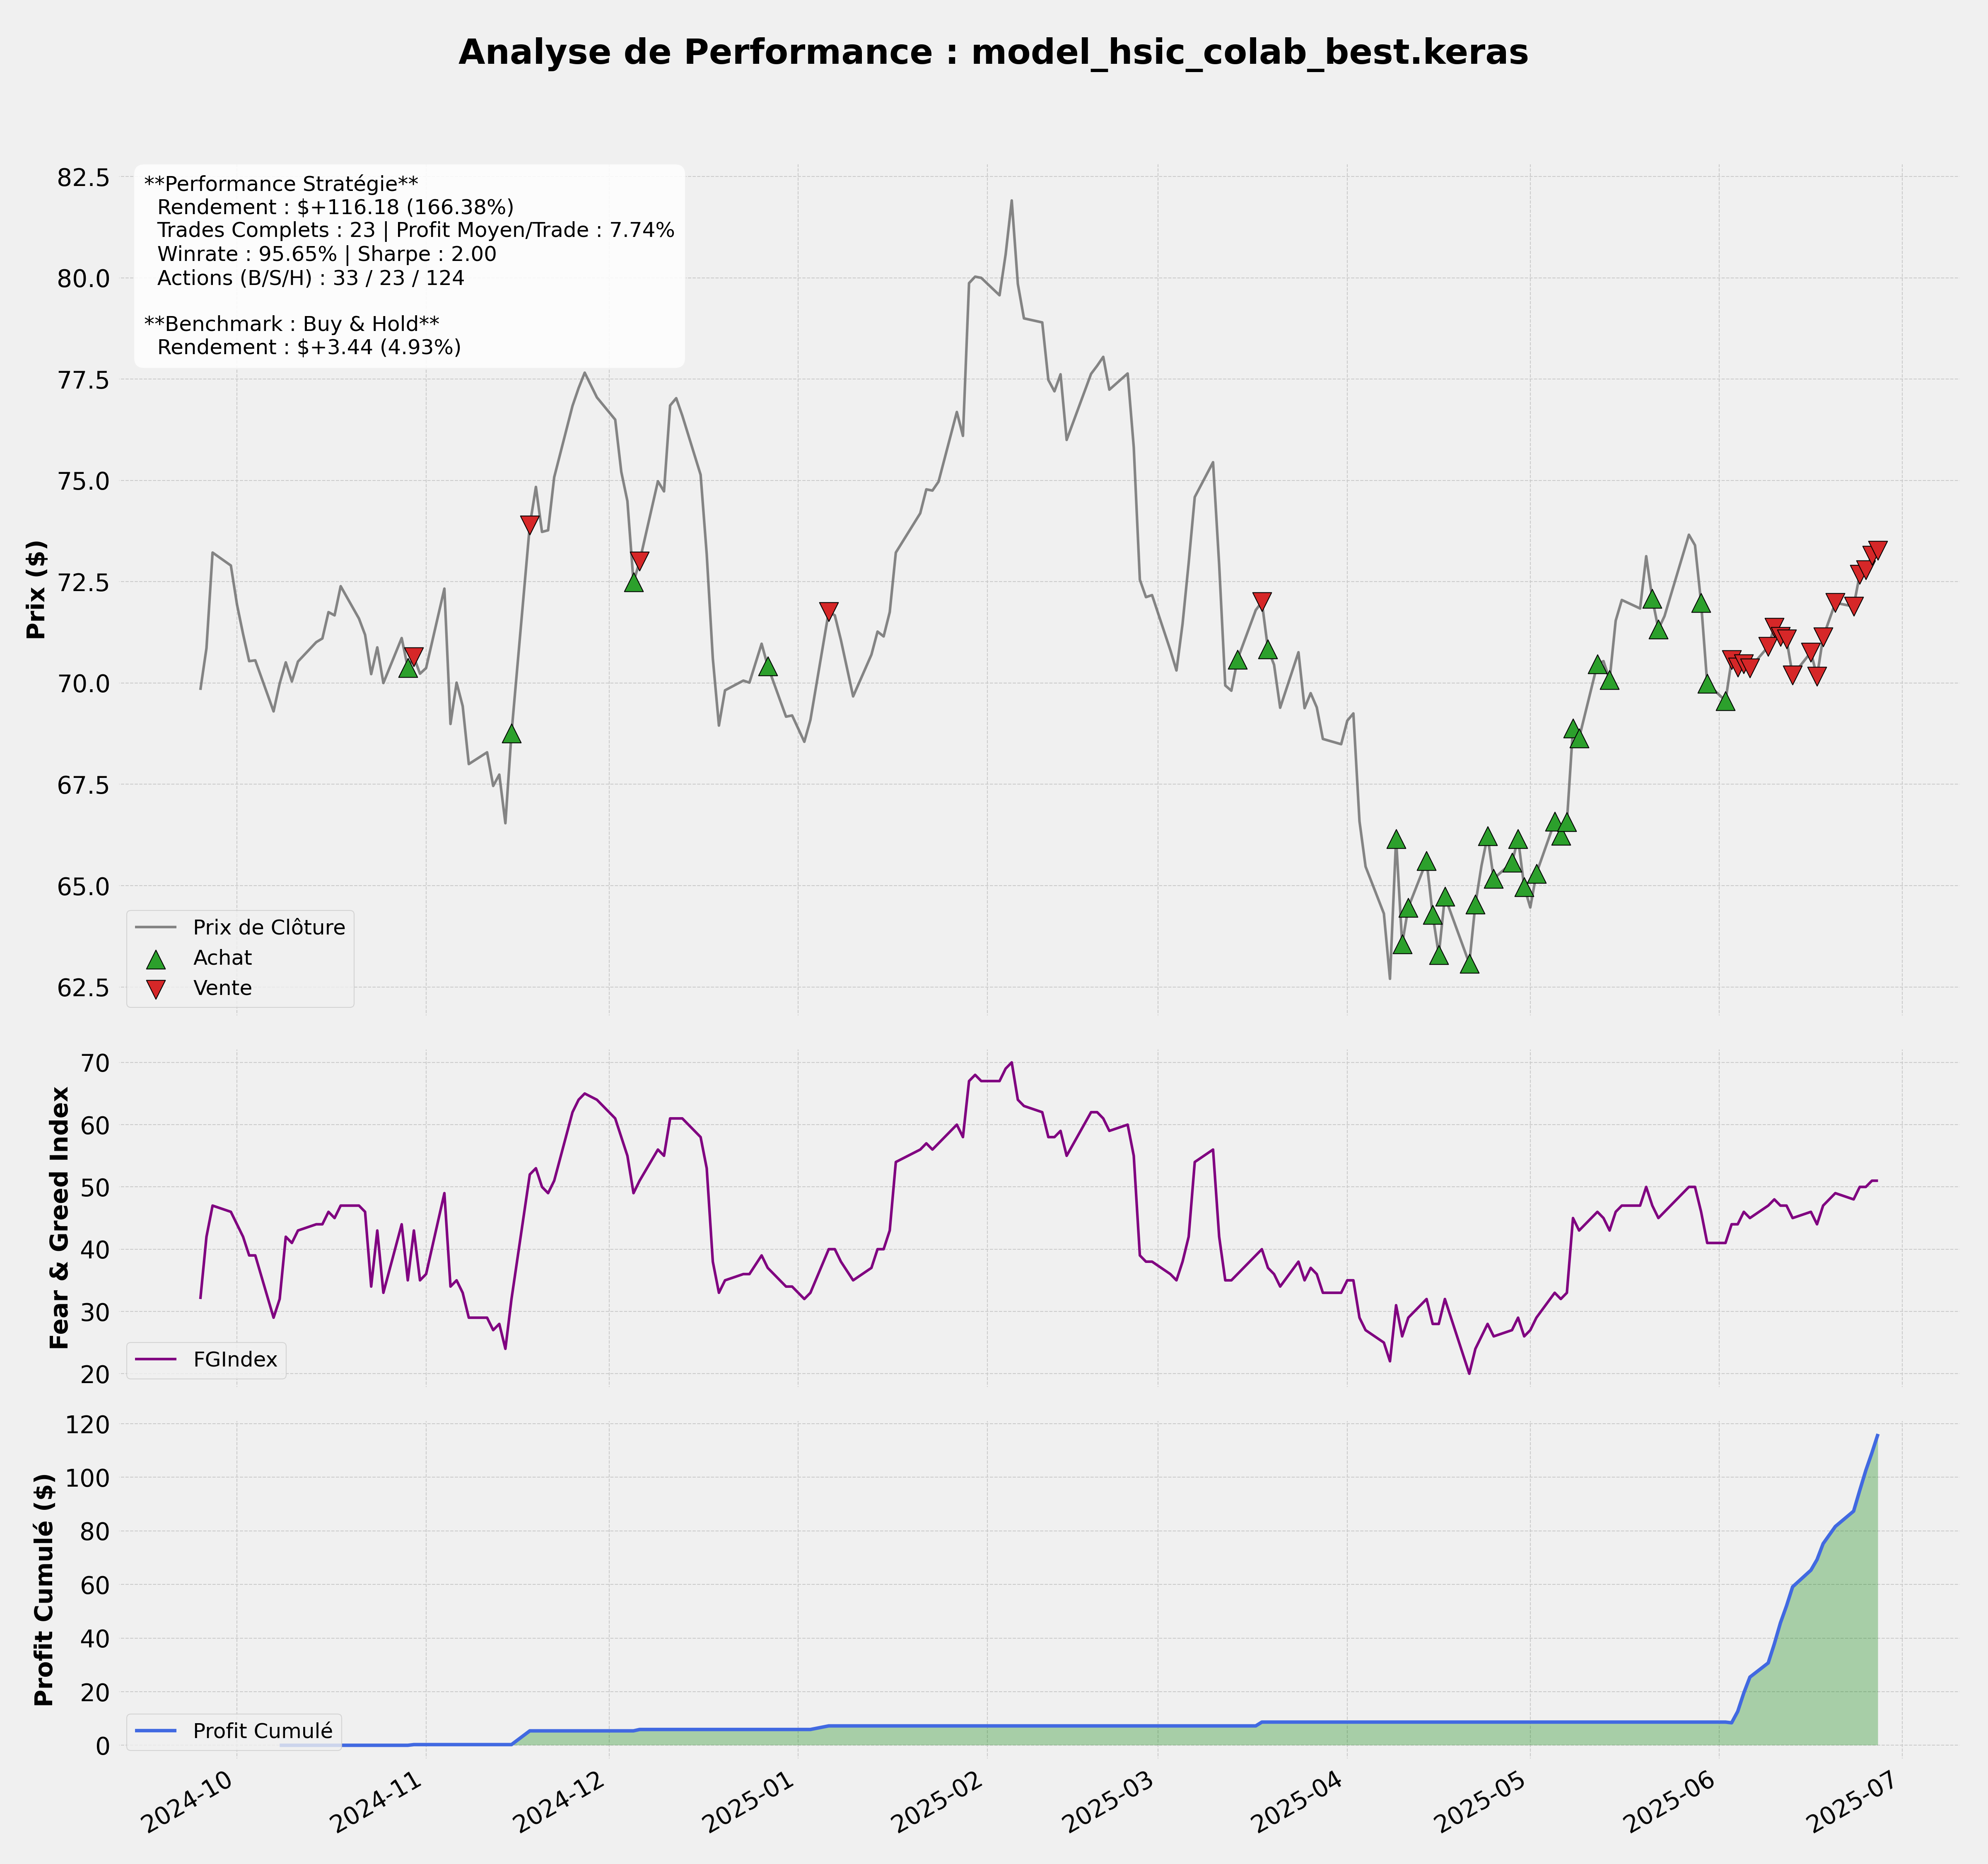 Analyse de Performance : model_hsic_colab_best.keras
**Performance Stratégie**
Rendement : $+116.18 (166.38%)
Trades Complets : 23 | Profit Moyen/Trade : 7.74%
Winrate : 95.65% | Sharpe : 2.00
Actions (B/S/H) : 33 / 23 / 124
**Benchmark : Buy & Hold**
Rendement : $+3.44 (4.93%)
Prix ($)
82.5
80.0
77.5
75.0
72.5
70.0
67.5
65.0
62.5
Prix de Clôture
Achat
Vente
Fear & Greed Index
70
60
50
40
30
20
FGIndex
Profit Cumulé ($)
120
100
80
60
40
20
0
Profit Cumulé
2024-10
2024-11
2024-12
2025-01
2025-02
2025-03
2025-04
2025-05
2025-06
2025-07